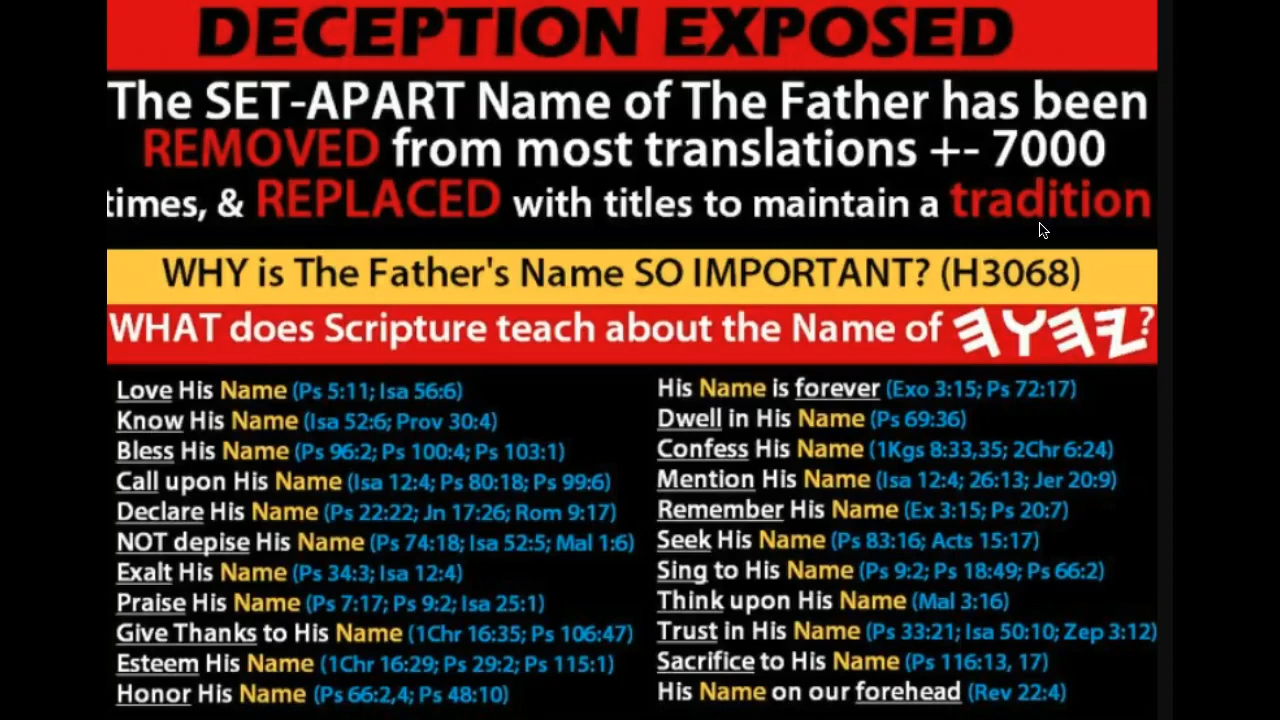 DECEPTION EXPOSED
The SET-APART Name of The Father has been
REMOVED from most translations +- 7000
times, & REPLACED with titles to maintain a tradition
WHY is The Father's Name SO IMPORTANT? (H3068)
WHAT does Scripture teach about the Name of 𐤉𐤄𐤅𐤄?
Love His Name (Ps 5:11; Isa 56:6)
Know His Name (Isa 52:6; Prov 30:4)
Bless His Name (Ps 96:2; Ps 100:4; Ps 103:1)
Call upon His Name (Isa 12:4; Ps 80:18; Ps 99:6)
Declare His Name (Ps 22:22; Jn 17:26; Rom 9:17)
NOT depise His Name (Ps 74:18; Isa 52:5; Mal 1:6)
Exalt His Name (Ps 34:3; Isa 12:4)
Praise His Name (Ps 7:17; Ps 9:2; Isa 25:1)
Give Thanks to His Name (1Chr 16:35; Ps 106:47)
Esteem His Name (1Chr 16:29; Ps 29:2; Ps 115:1)
Honor His Name (Ps 66:2,4; Ps 48:10)
His Name is forever (Exo 3:15; Ps 72:17)
Dwell in His Name (Ps 69:36)
Confess His Name (1Kgs 8:33,35; 2Chr 6:24)
Mention His Name (Isa 12:4; 26:13; Jer 20:9)
Remember His Name (Ex 3:15; Ps 20:7)
Seek His Name (Ps 83:16; Acts 15:17)
Sing to His Name (Ps 9:2; Ps 18:49; Ps 66:2)
Think upon His Name (Mal 3:16)
Trust in His Name (Ps 33:21; Isa 50:10; Zep 3:12)
Sacrifice to His Name (Ps 116:13, 17)
His Name on our forehead (Rev 22:4)